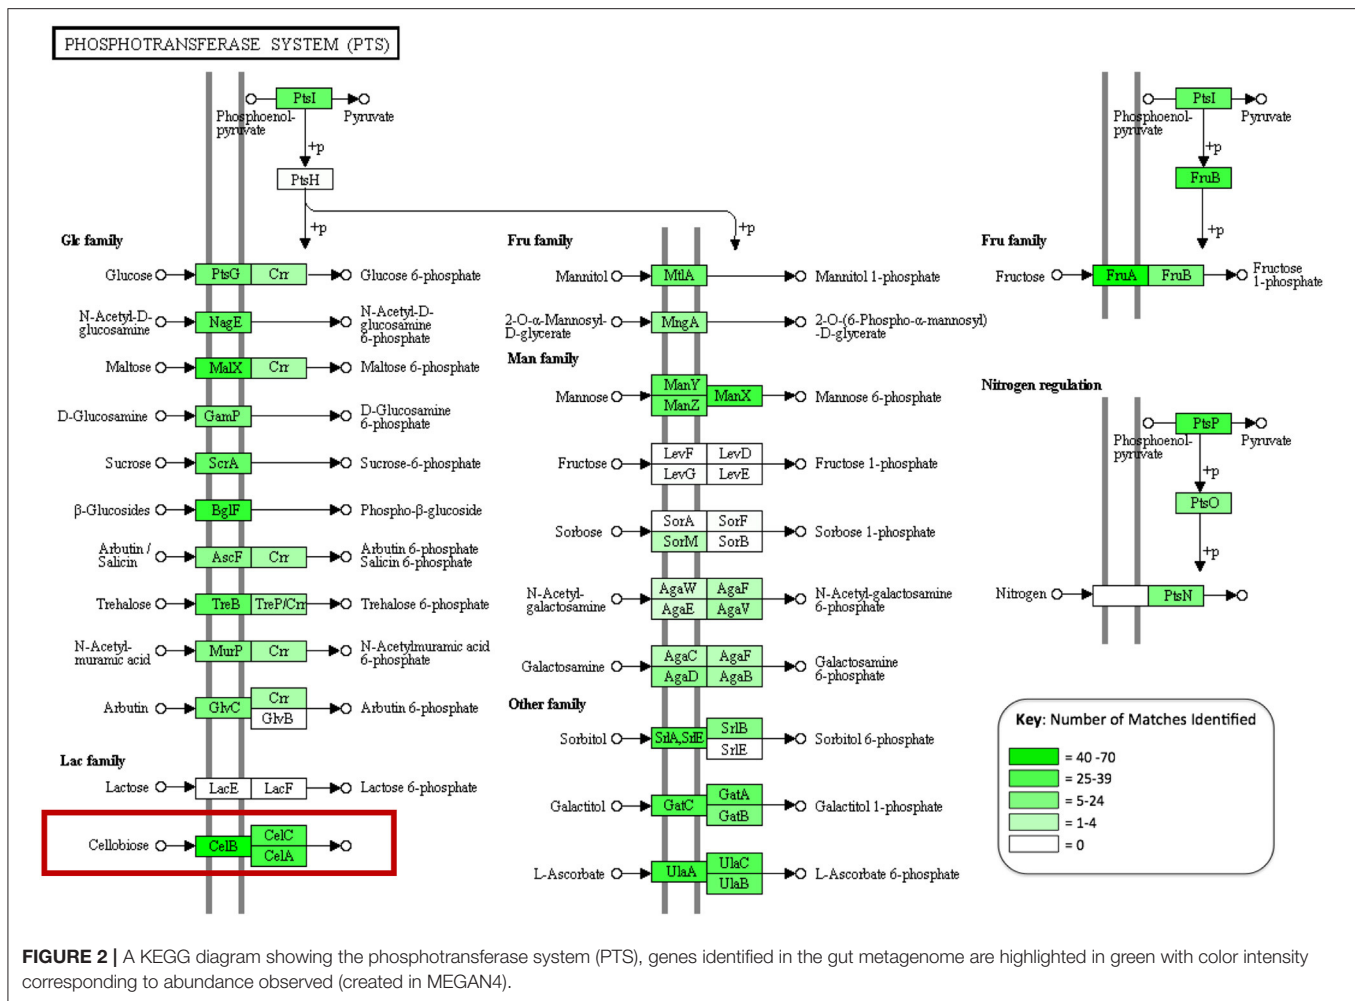 PHOSPHOTRANSFERASE SYSTEM (PTS)
PtsI
Phosphoenol-
pyruvate
Pyruvate
+p
PtsH
+p
Glc family
Glucose
PtsG
Crr
Glucose 6-phosphate
N-Acetyl-D-
glucosamine
NagE
N-Acetyl-D-
glucosamine
6-phosphate
Maltose
MalX
Crr
Maltose 6-phosphate
D-Glucosamine
GamP
D-Glucosamine
6-phosphate
Sucrose
ScrA
Sucrose-6-phosphate
β-Glucosides
BglF
Phospho-β-glucoside
Arbutin /
Salicin
AscF
Crr
Arbutin 6-phosphate
Salicin 6-phosphate
Trehalose
TreB
TreP/Crr
Trehalose 6-phosphate
N-Acetyl-
muramic acid
MurP
Crr
N-Acetylmuramic acid
6-phosphate
Arbutin
GlvC
Crr
GlvB
Arbutin 6-phosphate
Lac family
Lactose
LacE
LacF
Lactose 6-phosphate
Cellobiose
CelB
CelC
CelA
+p
Fru family
Mannitol
MtlA
Mannitol 1-phosphate
2-O-α-Mannosyl-
D-glycerate
MngA
2-O-(6-Phospho-α-mannosyl)
-D-glycerate
Man family
Mannose
ManY
ManZ
ManX
Mannose 6-phosphate
Fructose
LevF
LevD
LevG
LevE
Fructose 1-phosphate
Sorbose
SorA
SorF
SorM
SorB
Sorbose 1-phosphate
N-Acetyl-
galactosamine
AgaW
AgaF
AgaE
AgaV
N-Acetyl-galactosamine
6-phosphate
Galactosamine
AgaC
AgaF
AgaD
AgaB
Galactosamine
6-phosphate
Other family
Sorbitol
SrlA,SrlE
SrlB
SrlE
Sorbitol 6-phosphate
Galactitol
GatC
GatA
GatB
Galactitol 1-phosphate
L-Ascorbate
UlaA
UlaC
UlaB
L-Ascorbate 6-phosphate
PtsI
Phosphoenol-
pyruvate
Pyruvate
+p
FruB
+p
Fru family
Fructose
FruA
FruB
Fructose
1-phosphate
Nitrogen regulation
PtsP
Phosphoenol-
pyruvate
Pyruvate
+p
PtsO
+p
Nitrogen
PtsN
Key: Number of Matches Identified
= 40 -70
= 25-39
= 5-24
= 1-4
= 0
FIGURE 2 | A KEGG diagram showing the phosphotransferase system (PTS), genes identified in the gut metagenome are highlighted in green with color intensity
corresponding to abundance observed (created in MEGAN4).